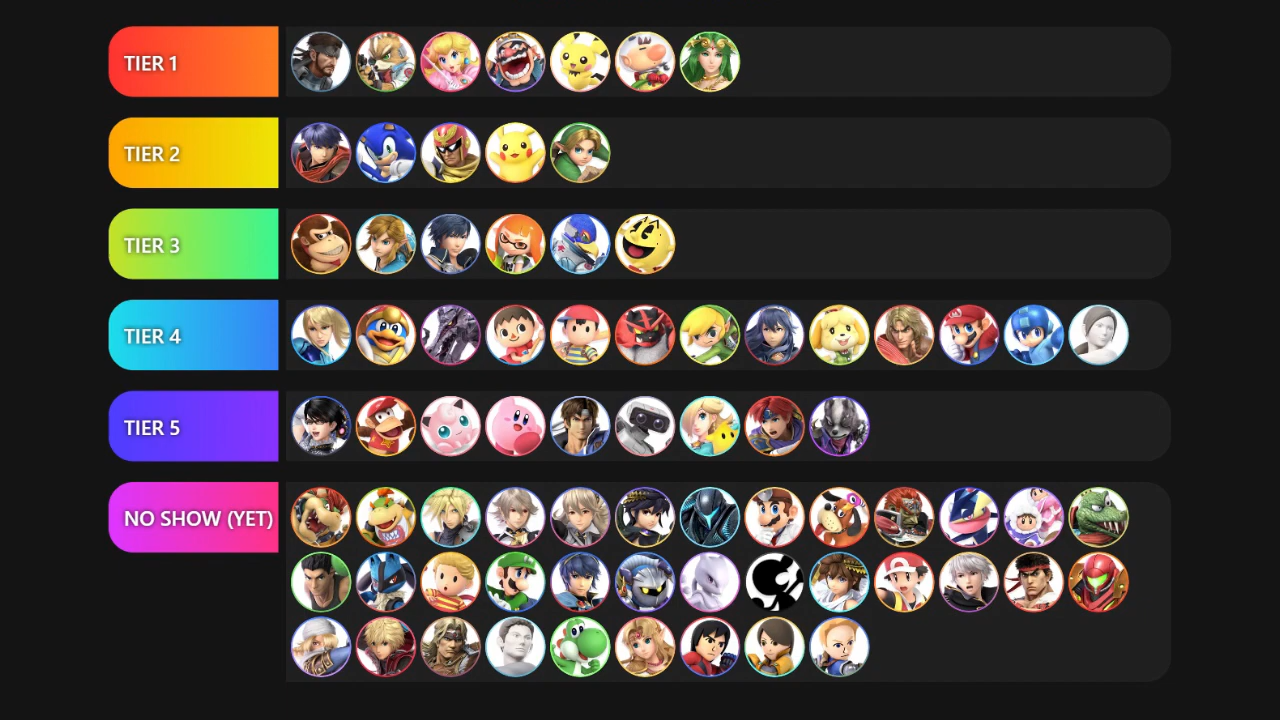 TIER 1
TIER 2
TIER 3
TIER 4
TIER 5
NO SHOW (YET)